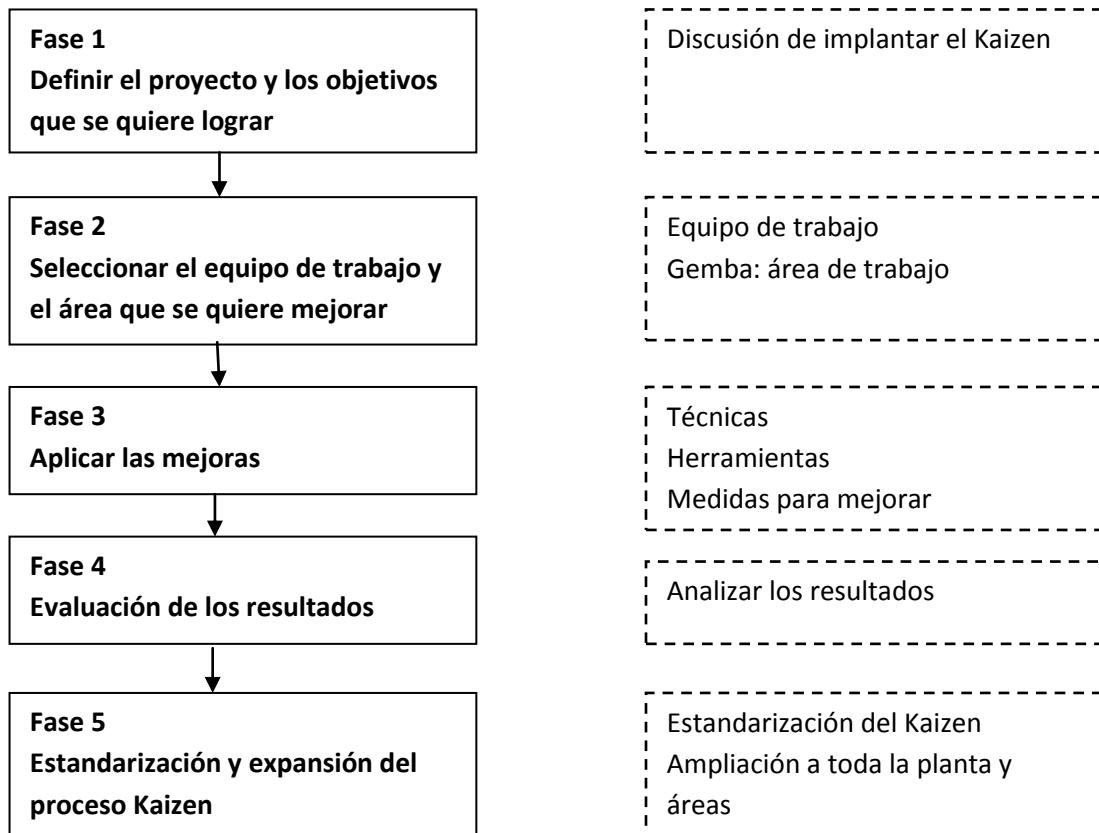 Fase 1
Definir el proyecto y los objetivos
que se quiere lograr
Discusión de implantar el Kaizen
Fase 2
Seleccionar el equipo de trabajo y
el área que se quiere mejorar
Equipo de trabajo
Gemba: área de trabajo
Fase 3
Aplicar las mejoras
Técnicas
Herramientas
Medidas para mejorar
Fase 4
Evaluación de los resultados
Analizar los resultados
Fase 5
Estandarización y expansión del
proceso Kaizen
Estandarización del Kaizen
Ampliación a toda la planta y
áreas